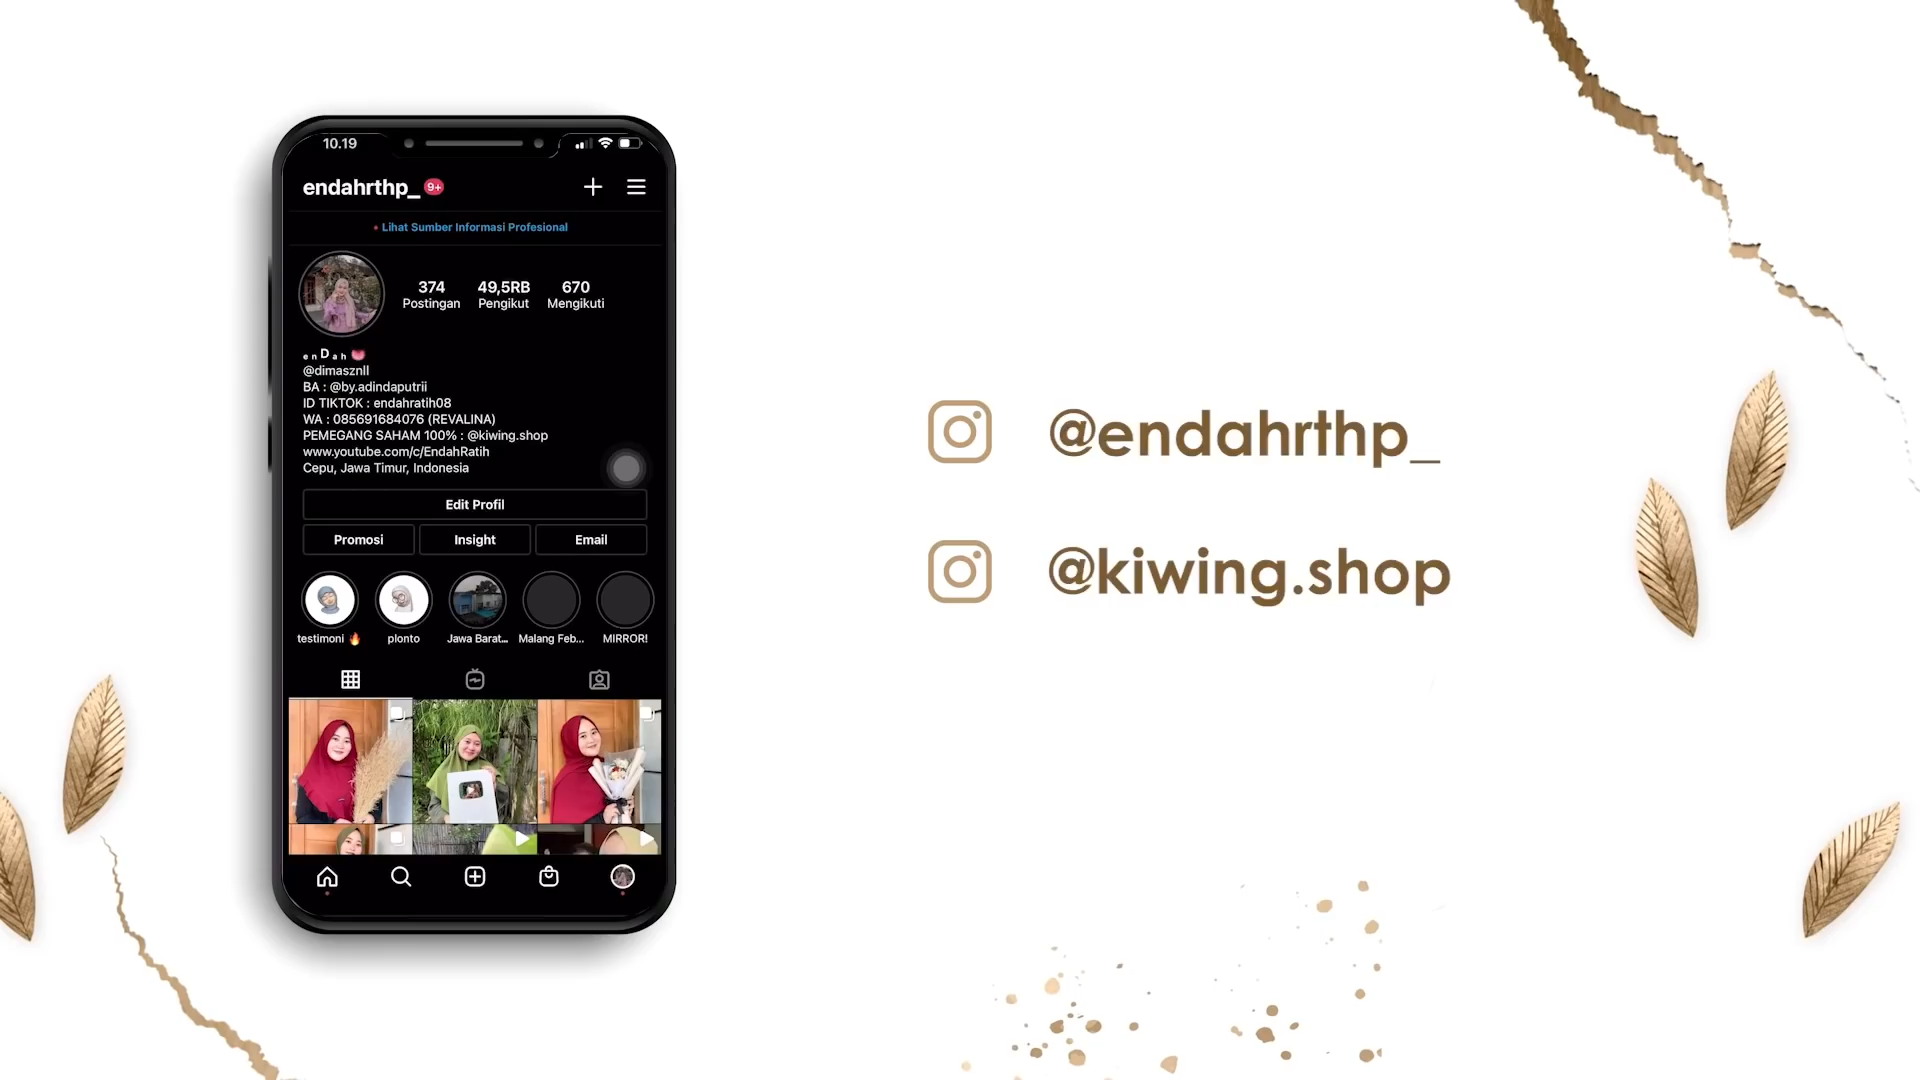 10.19
endahrthp_ 9+
Lihat Sumber Informasi Profesional
374 49,5RB 670
Postingan Pengikut Mengikuti
enDah 👅
@dimasznll
BA : @by.adindaputrii
ID TIKTOK : endahratih08
WA : 085691684076 (REVALINA)
PEMEGANG SAHAM 100% : @kiwing.shop
www.youtube.com/c/EndahRatih
Cepu, Jawa Timur, Indonesia
Edit Profil
Promosi Insight Email
testimoni 🔥 plonto Jawa Barat... Malang Feb... MIRROR!
@endahrthp_
@kiwing.shop